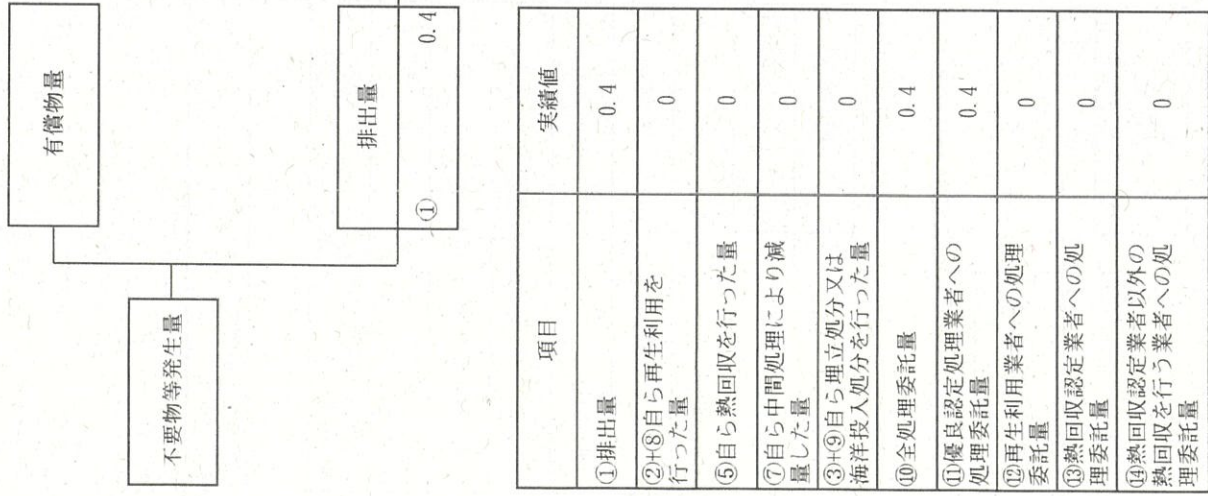 不要物等発生量
有償物量
排出量
① 0.4
項目 実績値
①排出量 0.4
②+⑧自ら再生利用を
行った量 0
⑤自ら熱回収を行った量 0
⑦自ら中間処理により減
量した量 0
③+⑨自ら埋立処分又は
海洋投入処分を行った量 0
⑩全処理委託量 0.4
⑪優良認定処理業者への
処理委託量 0.4
⑫再生利用業者への処理
委託量 0
⑬熱回収認定業者への処
理委託量 0
⑭熱回収認定業者以外の
熱回収を行う業者への処
理委託量 0